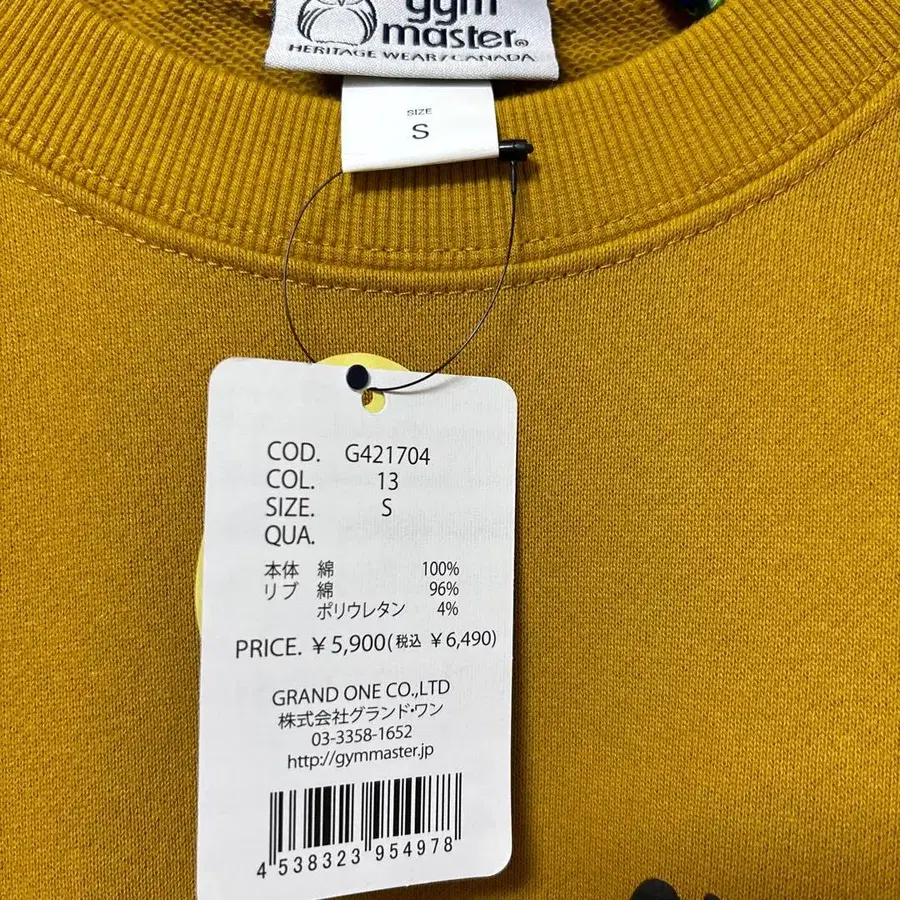 gym
master®
HERITAGE WEAR/CANADA
SIZE
S
COD. G421704
COL. 13
SIZE. S
QUA.
本体 綿 100%
リブ 綿 96%
ポリウレタン 4%
PRICE. ¥5,900(税込 ¥6,490)
GRAND ONE CO.,LTD
株式会社グランド・ワン
03-3358-1652
http://gymmaster.jp
4 538323 954978